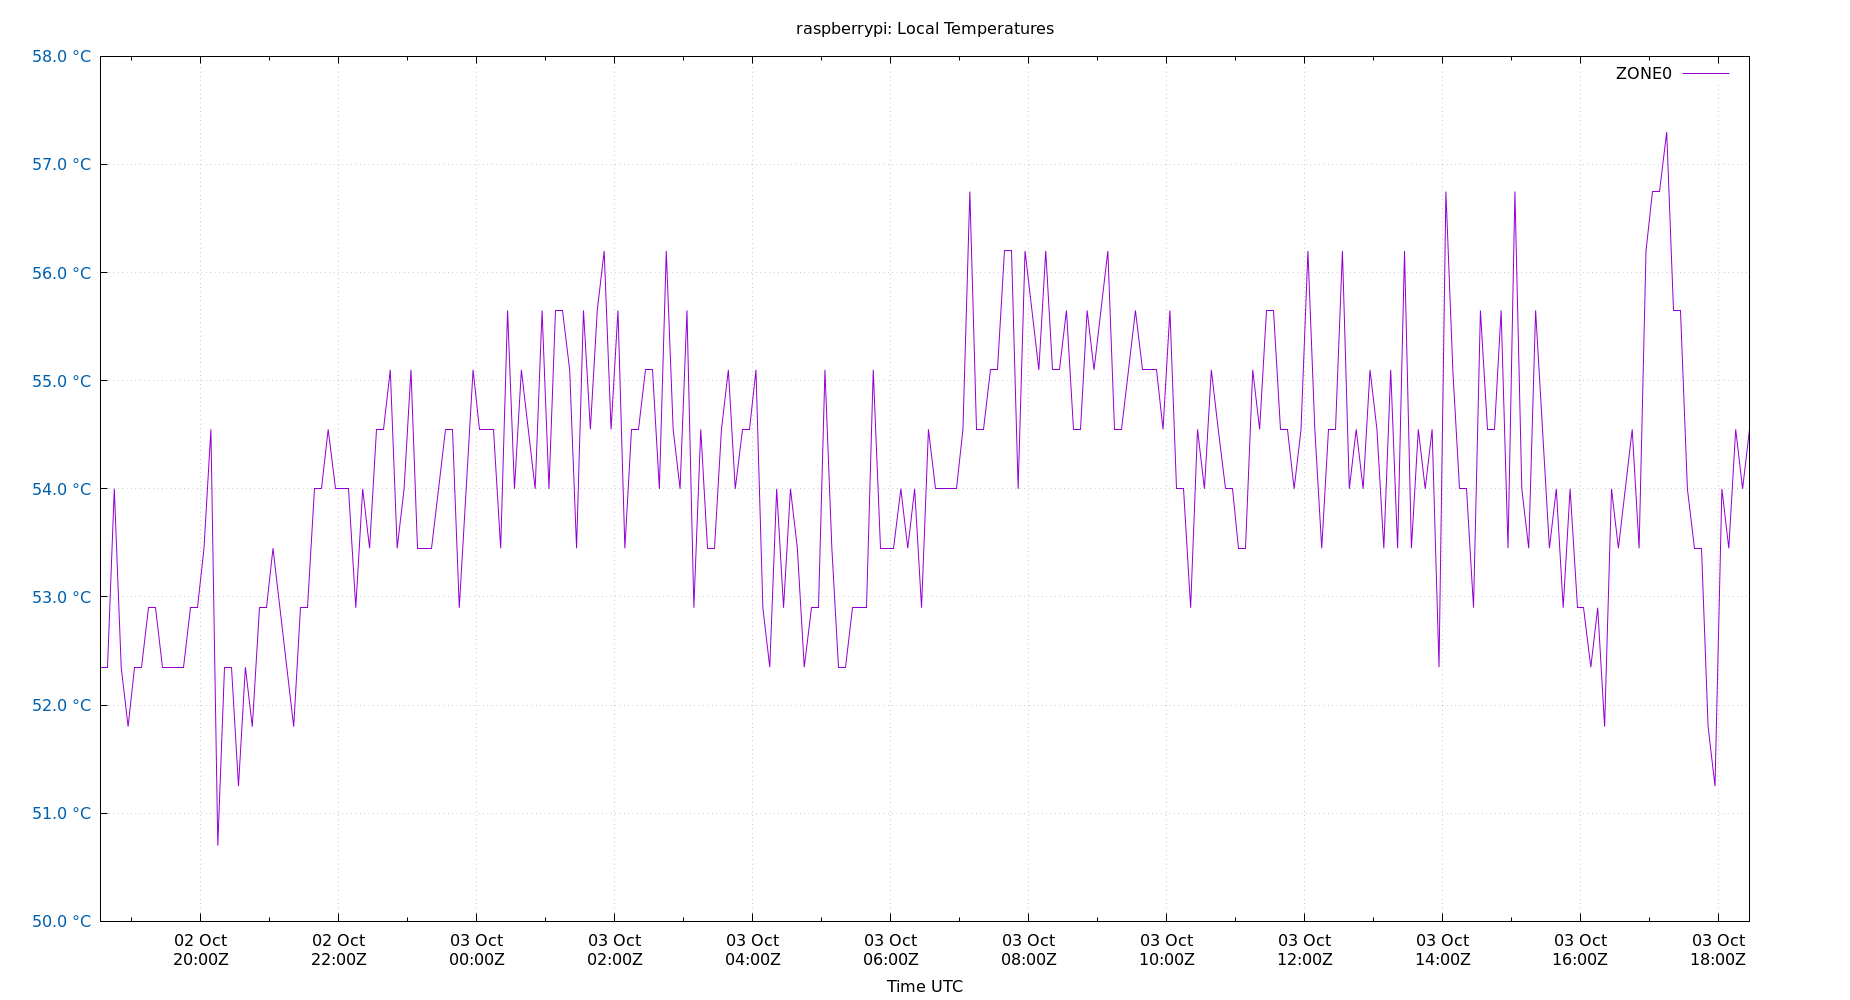 raspberrypi: Local Temperatures
58.0 °C
ZONE0
57.0 °C
56.0 °C
55.0 °C
54.0 °C
53.0 °C
52.0 °C
51.0 °C
50.0 °C
02 Oct 02 Oct 03 Oct 03 Oct 03 Oct 03 Oct 03 Oct 03 Oct 03 Oct 03 Oct 03 Oct 03 Oct
20:00Z 22:00Z 00:00Z 02:00Z 04:00Z 06:00Z 08:00Z 10:00Z 12:00Z 14:00Z 16:00Z 18:00Z
Time UTC